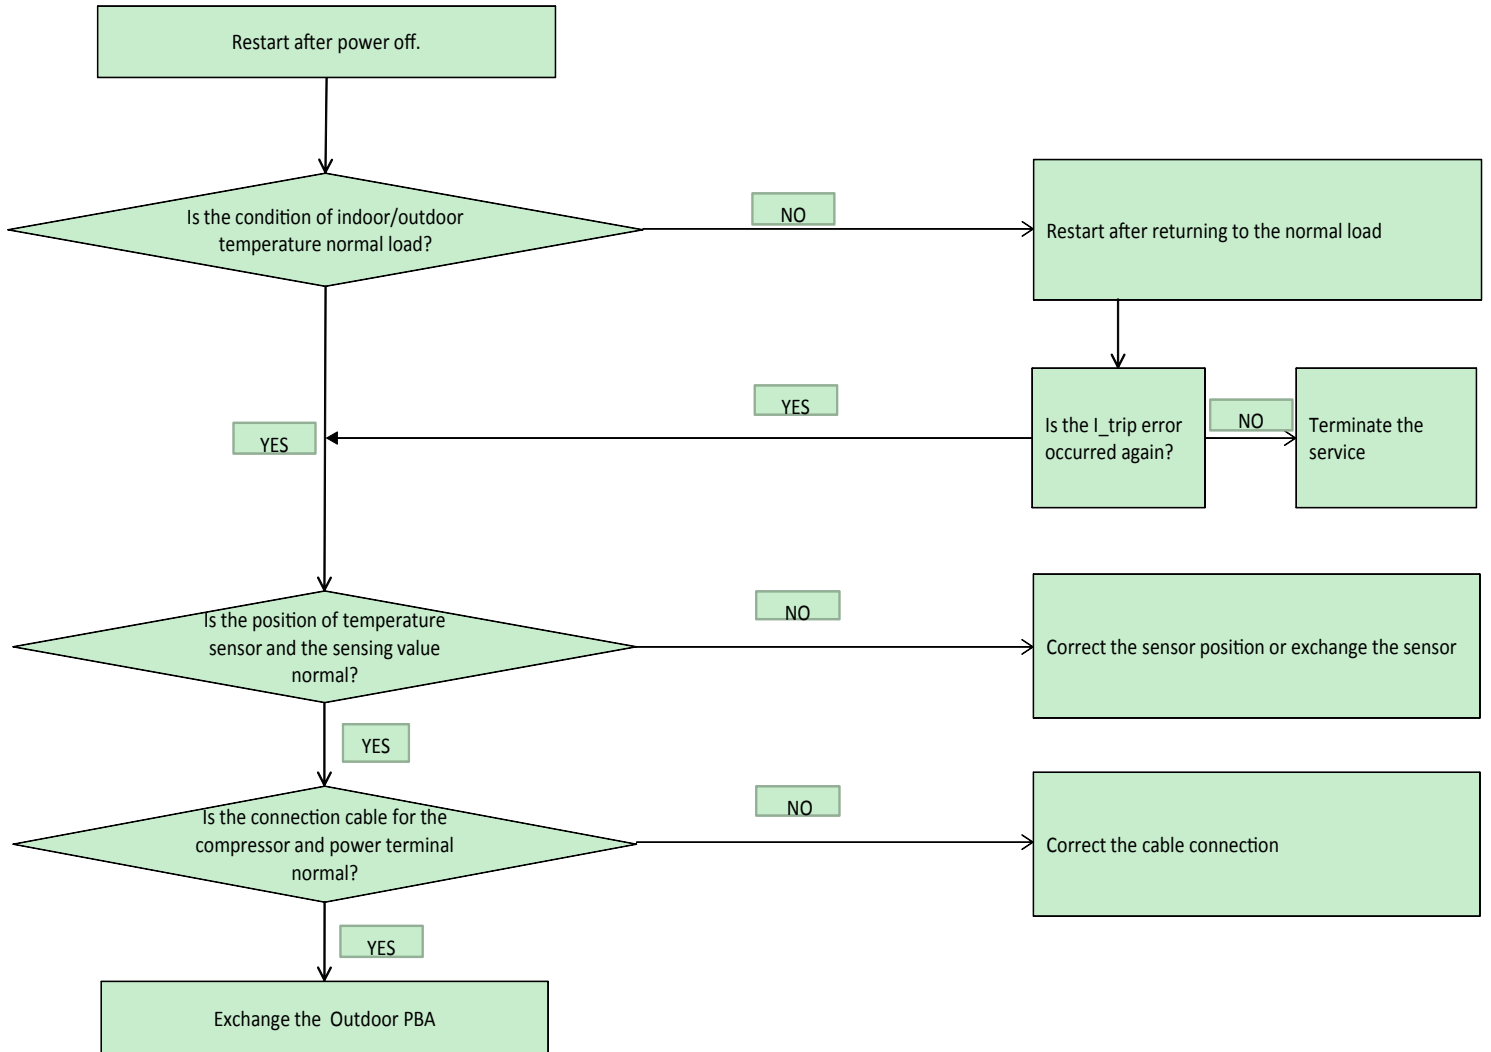 Restart after power off.
Is the condition of indoor/outdoor
temperature normal load?
NO
Restart after returning to the normal load
YES
YES
Is the I_trip error
occurred again?
NO
Terminate the
service
Is the position of temperature
sensor and the sensing value
normal?
NO
Correct the sensor position or exchange the sensor
YES
Is the connection cable for the
compressor and power terminal
normal?
NO
Correct the cable connection
YES
Exchange the  Outdoor PBA